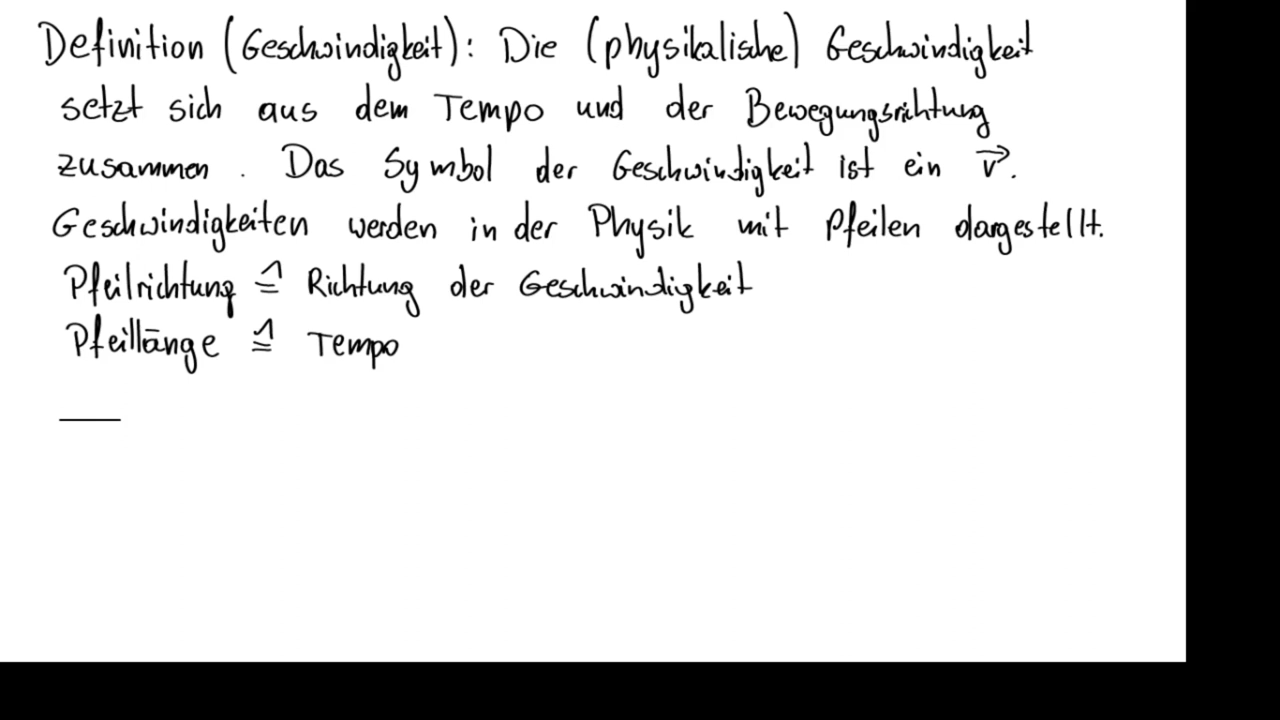 Definition (Geschwindigkeit): Die (physikalische) Geschwindigkeit
setzt sich aus dem Tempo und der Bewegungsrichtung
zusammen. Das Symbol der Geschwindigkeit ist ein v⃗.
Geschwindigkeiten werden in der Physik mit Pfeilen dargestellt.
Pfeilrichtung ≙ Richtung der Geschwindigkeit
Pfeillänge ≙ Tempo